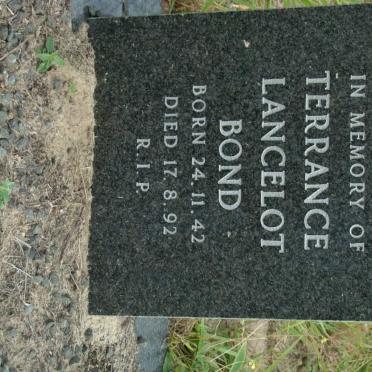 IN MEMORY OF
TERRANCE
LANCELOT
BOND
BORN 24.11.42
DIED 17.8.92
R.I.P.